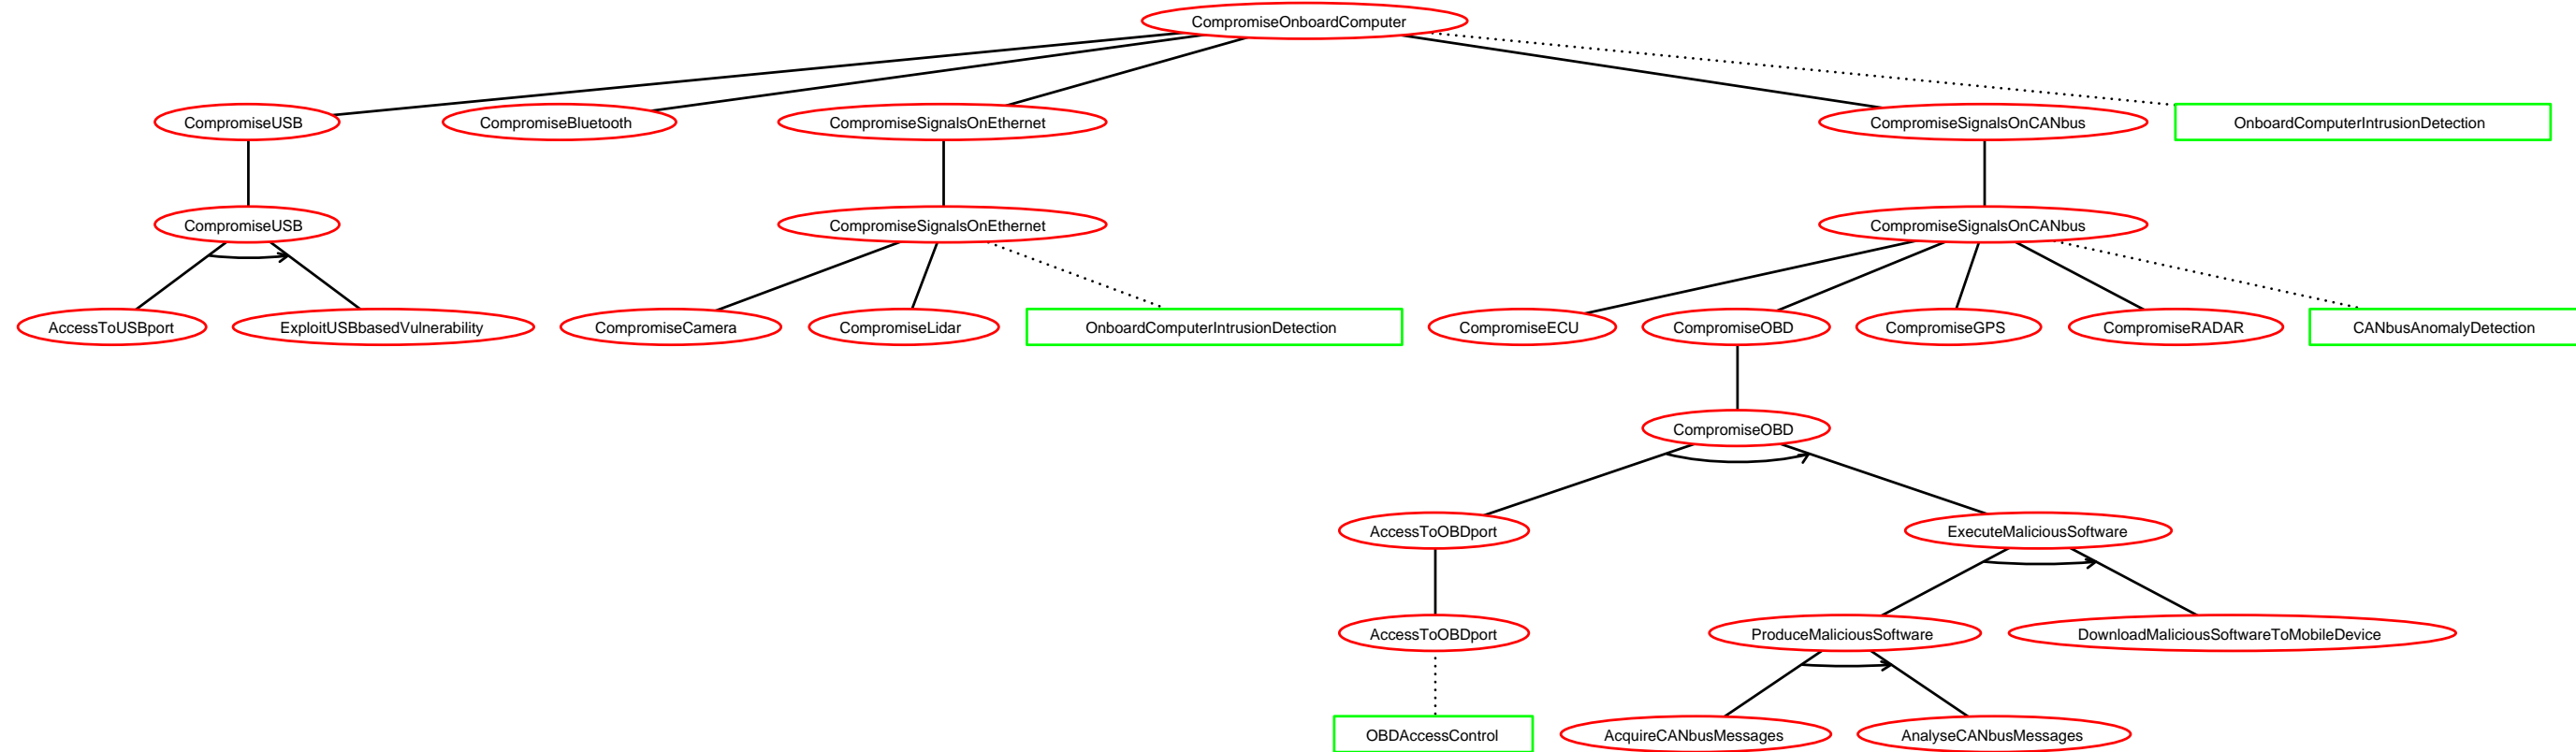 CompromiseOnboardComputer
CompromiseUSB
CompromiseBluetooth
CompromiseSignalsOnEthernet
CompromiseSignalsOnCANbus
OnboardComputerIntrusionDetection
CompromiseUSB
CompromiseSignalsOnEthernet
CompromiseSignalsOnCANbus
AccessToUSBport
ExploitUSBbasedVulnerability
CompromiseCamera
CompromiseLidar
OnboardComputerIntrusionDetection
CompromiseECU
CompromiseOBD
CompromiseGPS
CompromiseRADAR
CANbusAnomalyDetection
CompromiseOBD
AccessToOBDport
ExecuteMaliciousSoftware
AccessToOBDport
ProduceMaliciousSoftware
DownloadMaliciousSoftwareToMobileDevice
OBDAccessControl
AcquireCANbusMessages
AnalyseCANbusMessages